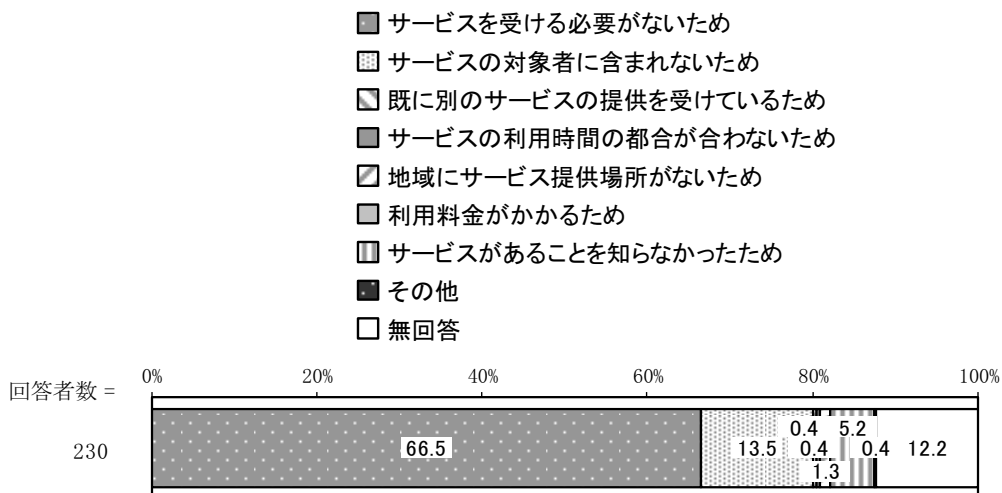 サービスを受ける必要がないため
サービスの対象者に含まれないため
既に別のサービスの提供を受けているため
サービスの利用時間の都合が合わないため
地域にサービス提供場所がないため
利用料金がかかるため
サービスがあることを知らなかったため
その他
無回答
回答者数 =
0% 20% 40% 60% 80% 100%
230
0.4 5.2
66.5 13.5 0.4 0.4 12.2
1.3